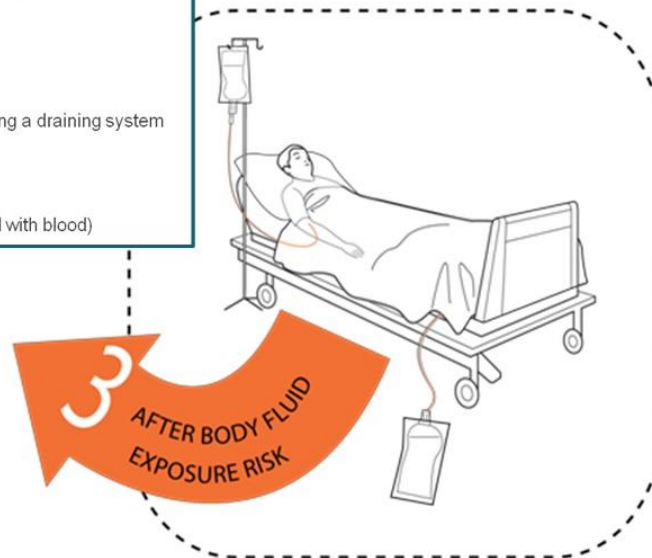 ng a draining system
with blood)
3
AFTER BODY FLUID
EXPOSURE RISK